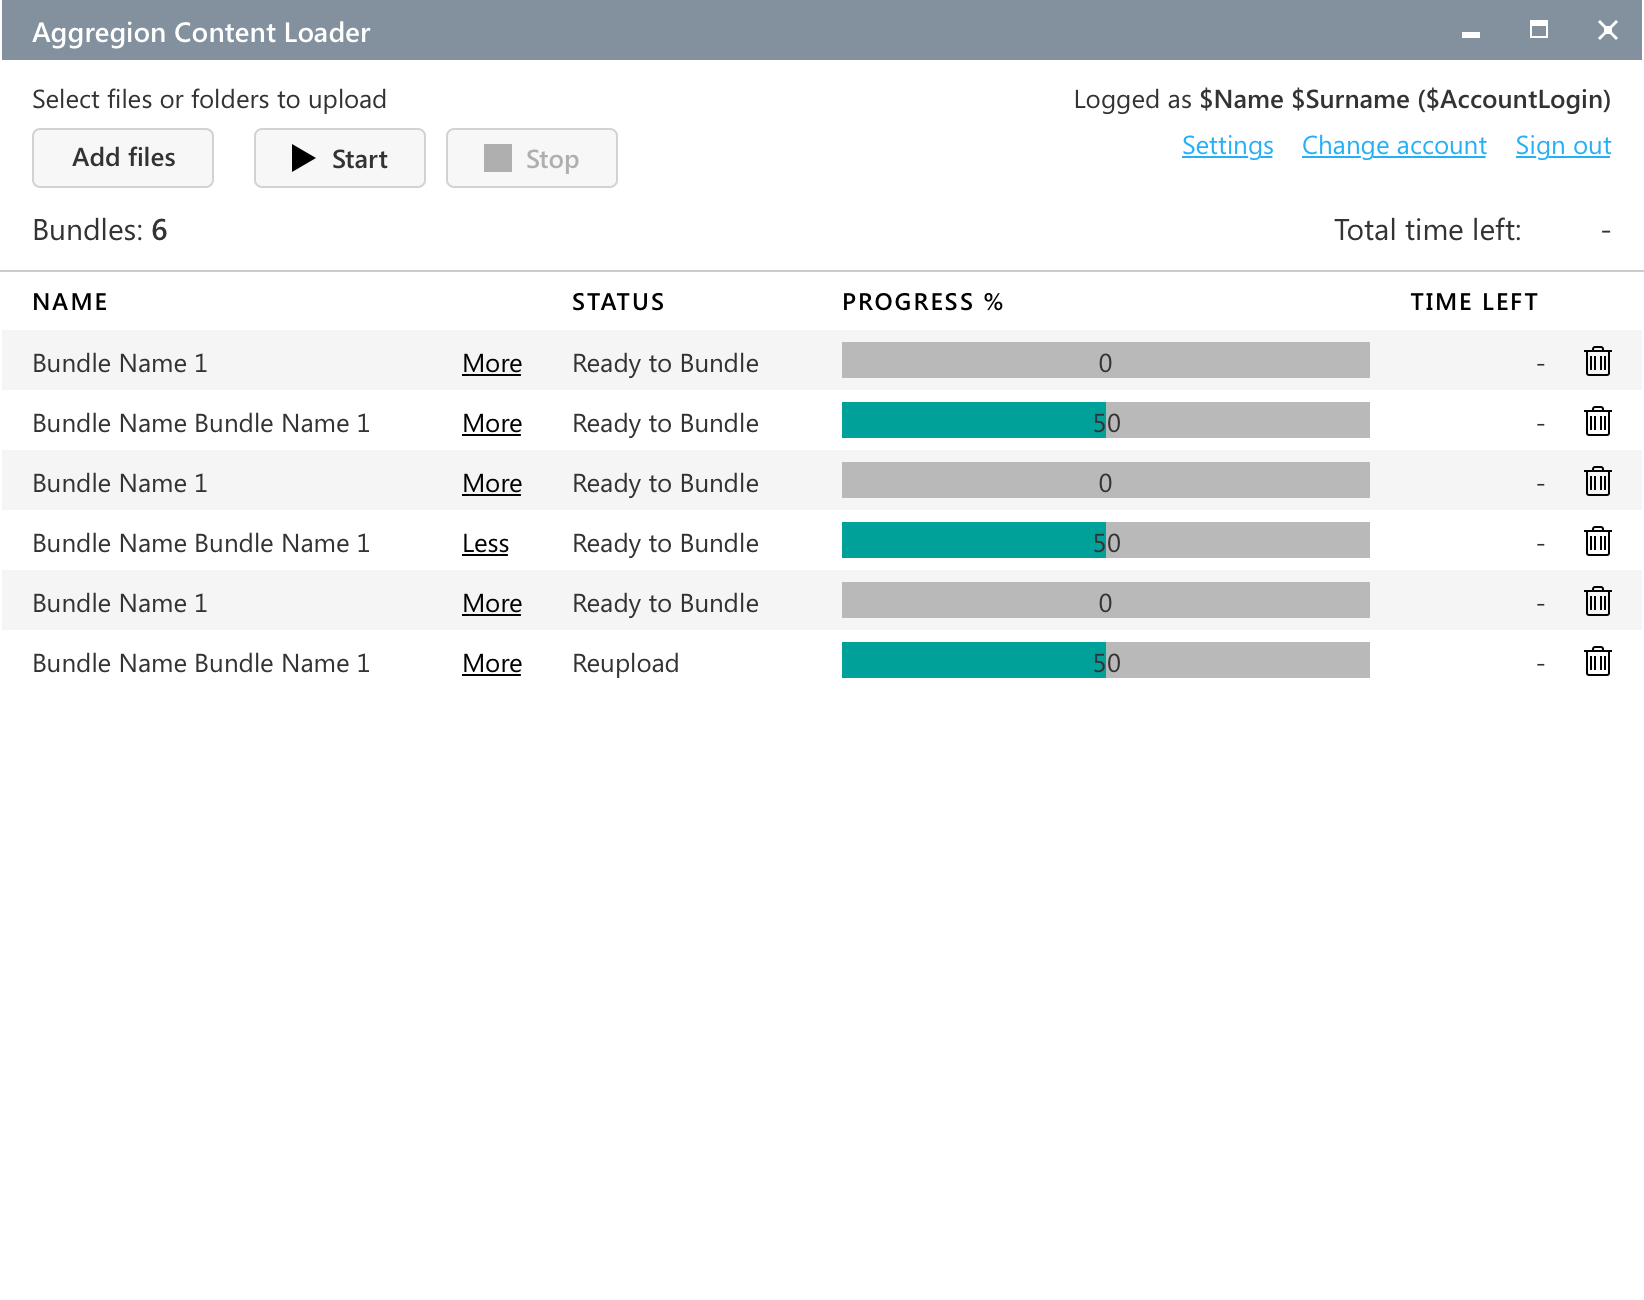 Aggregion Content Loader
Select files or folders to upload
Logged as $Name $Surname ($AccountLogin)
Add files Start Stop
Settings Change account Sign out
Bundles: 6 Total time left: -
NAME STATUS PROGRESS % TIME LEFT
Bundle Name 1 More Ready to Bundle 0 -
Bundle Name Bundle Name 1 More Ready to Bundle 50 -
Bundle Name 1 More Ready to Bundle 0 -
Bundle Name Bundle Name 1 Less Ready to Bundle 50 -
Bundle Name 1 More Ready to Bundle 0 -
Bundle Name Bundle Name 1 More Reupload 50 -